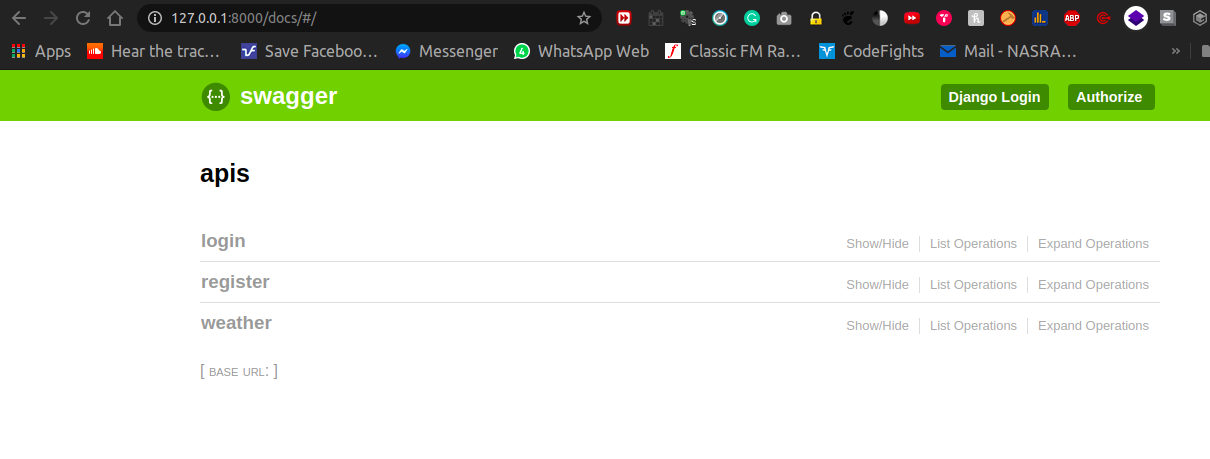 127.0.0.1:8000/docs/#/
Apps Hear the trac... Save Faceboo... Messenger 4 WhatsApp Web Classic FM Ra... CodeFights Mail - NASRA... »
{···} swagger Django Login Authorize
apis
login Show/Hide List Operations Expand Operations
register Show/Hide List Operations Expand Operations
weather Show/Hide List Operations Expand Operations
[ BASE URL: ]